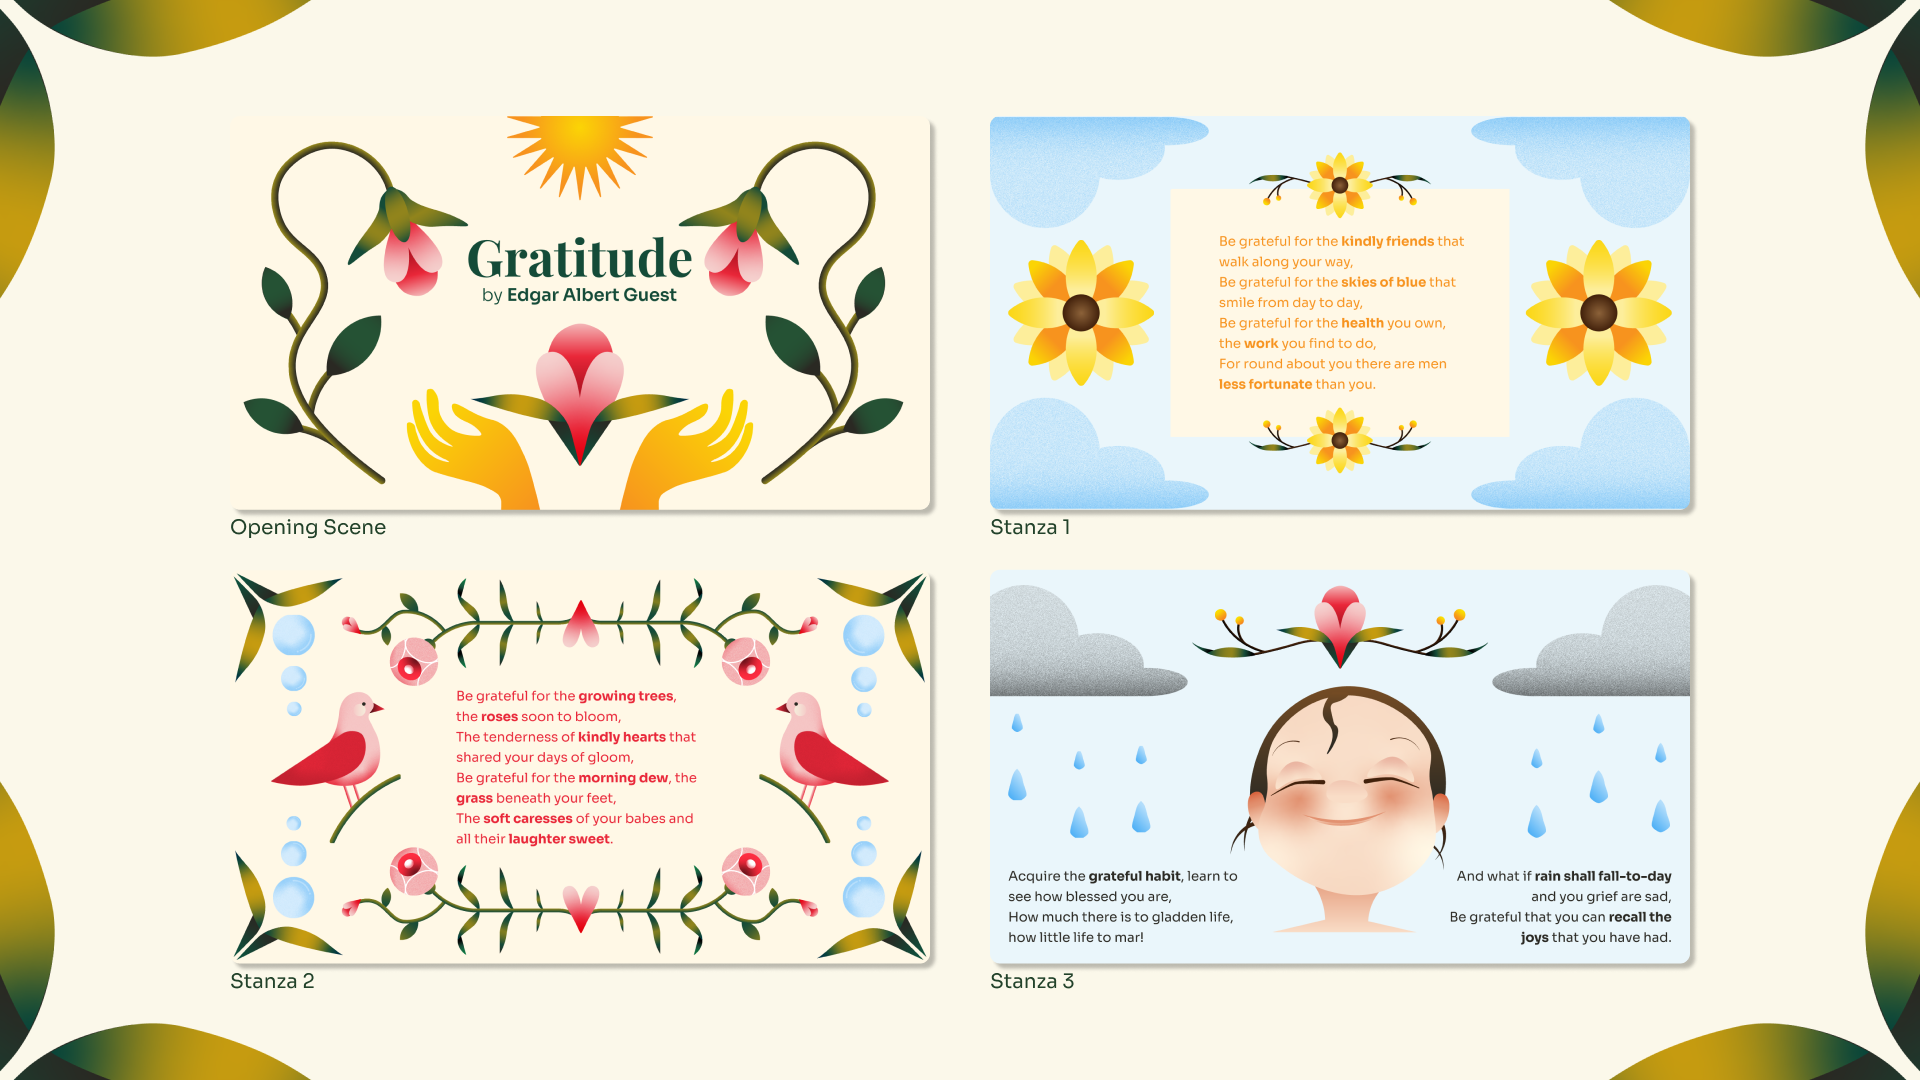 Gratitude
by Edgar Albert Guest
Opening Scene
Be grateful for the kindly friends that
walk along your way,
Be grateful for the skies of blue that
smile from day to day,
Be grateful for the health you own,
the work you find to do,
For round about you there are men
less fortunate than you.
Stanza 1
Be grateful for the growing trees,
the roses soon to bloom,
The tenderness of kindly hearts that
shared your days of gloom,
Be grateful for the morning dew, the
grass beneath your feet,
The soft caresses of your babes and
all their laughter sweet.
Stanza 2
Acquire the grateful habit, learn to
see how blessed you are,
How much there is to gladden life,
how little life to mar!
And what if rain shall fall-to-day
and you grief are sad,
Be grateful that you can recall the
joys that you have had.
Stanza 3